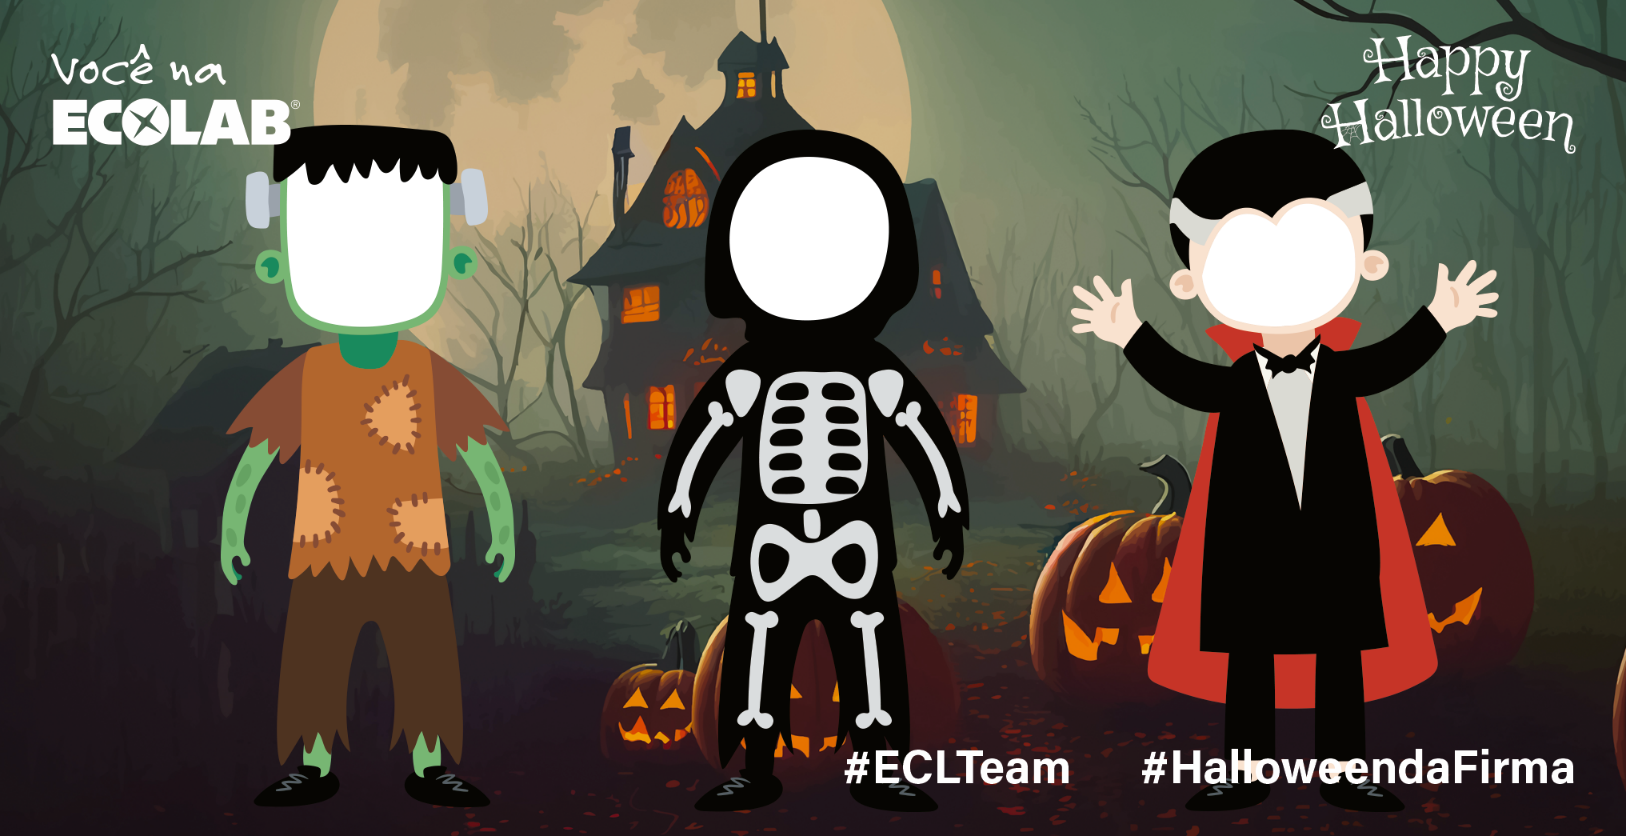 Você na
ECOLAB®
Happy
Halloween
#ECLTeam
#HalloweendaFirma